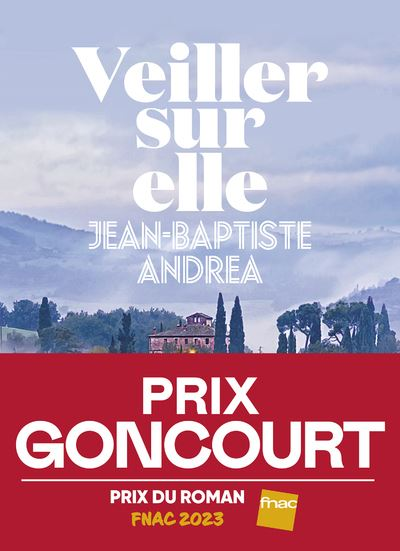 Veiller
sur
elle
JEAN-BAPTISTE
ANDREA
PRIX
GONCOURT
PRIX DU ROMAN
FNAC 2023
fnac